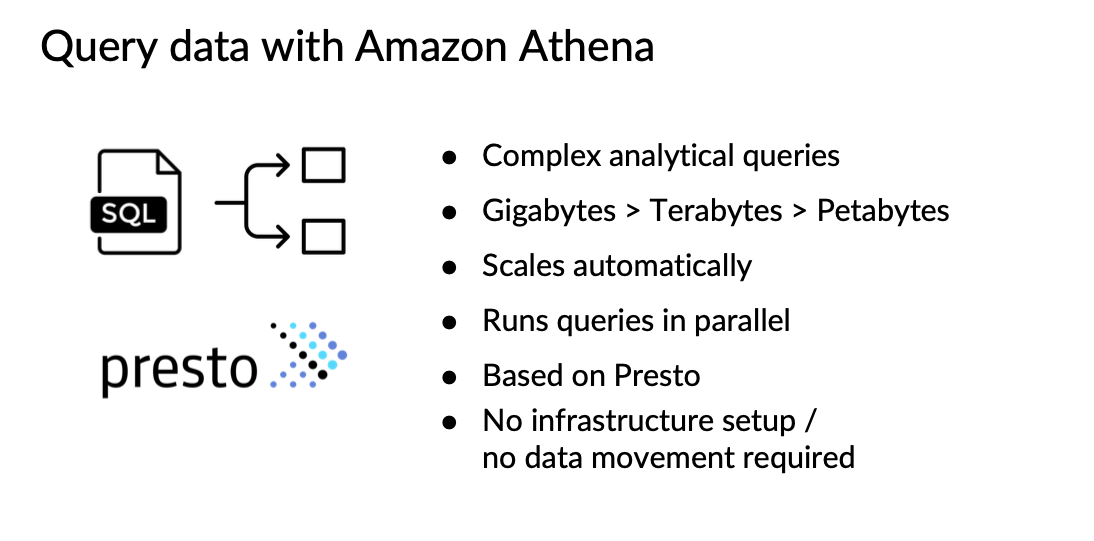 Query data with Amazon Athena
SQL
presto
● Complex analytical queries
● Gigabytes > Terabytes > Petabytes
● Scales automatically
● Runs queries in parallel
● Based on Presto
● No infrastructure setup /
no data movement required